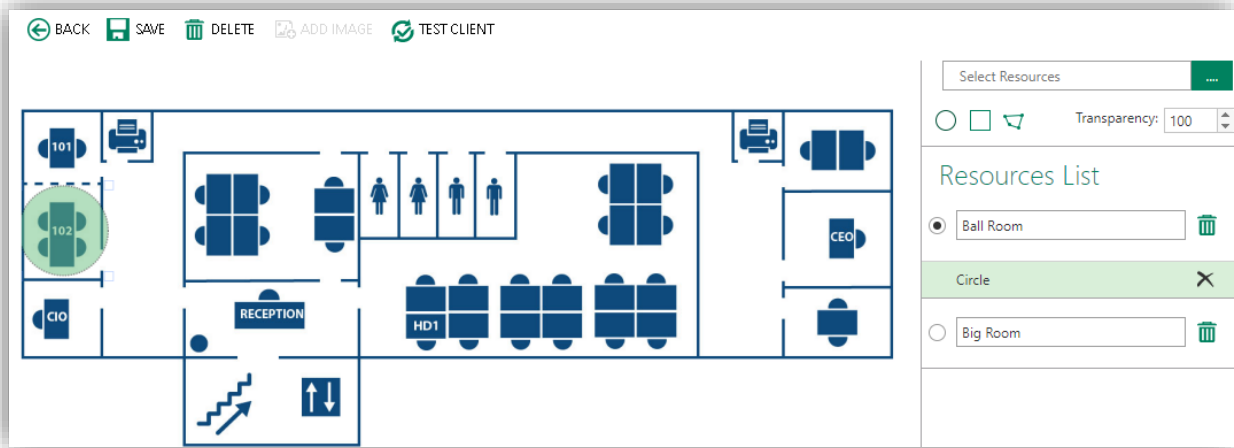 BACK SAVE DELETE ADD IMAGE TEST CLIENT
Select Resources ....
Transparency: 100
Resources List
Ball Room
Circle
Big Room
101
102
CEO
CIO
RECEPTION
HD1